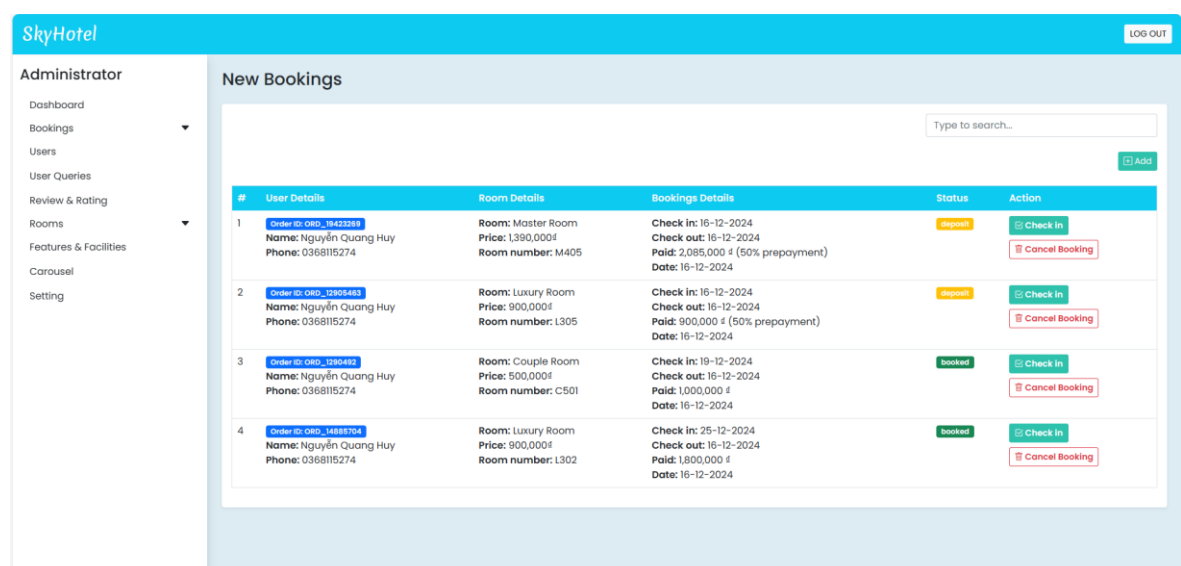 SkyHotel
LOG OUT
Administrator
Dashboard
Bookings
Users
User Queries
Review & Rating
Rooms
Features & Facilities
Carousel
Setting
New Bookings
Type to search...
Add
# User Details Room Details Bookings Details Status Action
1 Order ID: ORD_19423269 Room: Master Room Check in: 16-12-2024 deposit Check in
Name: Nguyễn Quang Huy Price: 1,390,000₫ Check out: 16-12-2024 Cancel Booking
Phone: 0368115274 Room number: M405 Paid: 2,085,000 ₫ (50% prepayment)
Date: 16-12-2024
2 Order ID: ORD_12905463 Room: Luxury Room Check in: 16-12-2024 deposit Check in
Name: Nguyễn Quang Huy Price: 900,000₫ Check out: 16-12-2024 Cancel Booking
Phone: 0368115274 Room number: L305 Paid: 900,000 ₫ (50% prepayment)
Date: 16-12-2024
3 Order ID: ORD_1290492 Room: Couple Room Check in: 19-12-2024 booked Check in
Name: Nguyễn Quang Huy Price: 500,000₫ Check out: 16-12-2024 Cancel Booking
Phone: 0368115274 Room number: C501 Paid: 1,000,000 ₫
Date: 16-12-2024
4 Order ID: ORD_14885704 Room: Luxury Room Check in: 25-12-2024 booked Check in
Name: Nguyễn Quang Huy Price: 900,000₫ Check out: 16-12-2024 Cancel Booking
Phone: 0368115274 Room number: L302 Paid: 1,800,000 ₫
Date: 16-12-2024